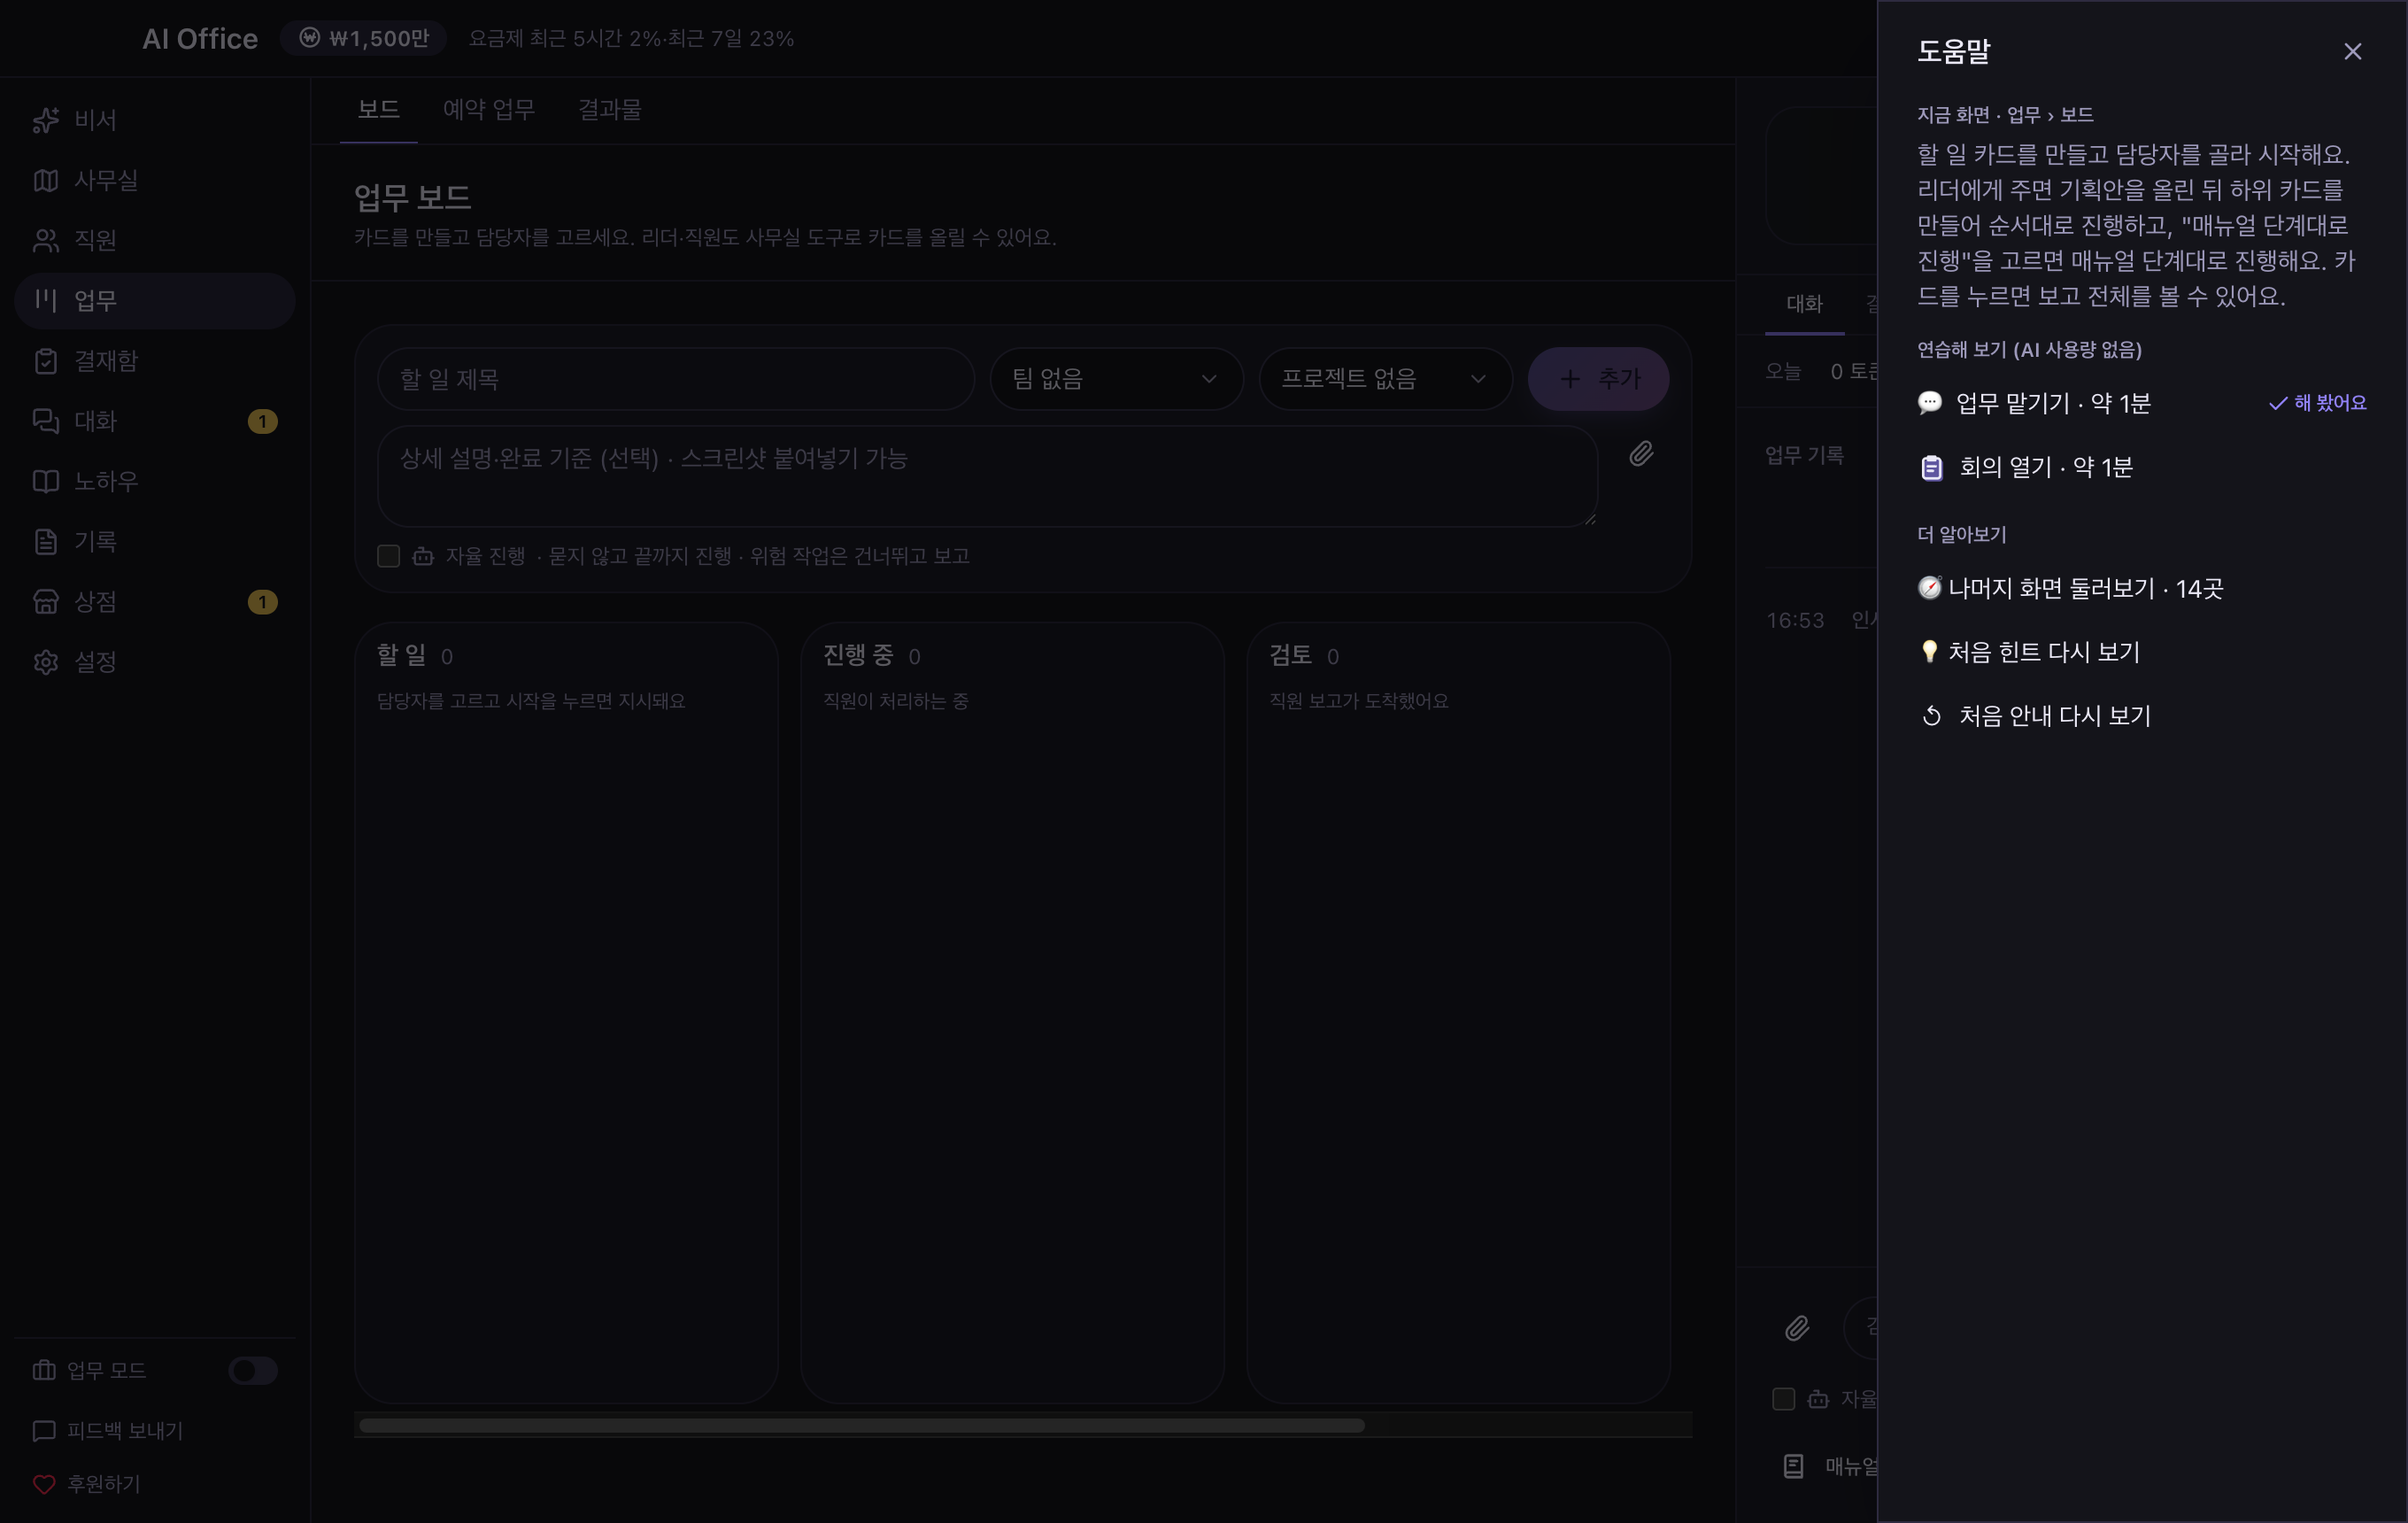 AI Office
₩1,500만
요금제 최근 5시간 2%·최근 7일 23%
비서
사무실
직원
업무
결재함
대화
1
노하우
기록
상점
1
설정
업무 모드
피드백 보내기
후원하기
보드
예약 업무
결과물
업무 보드
카드를 만들고 담당자를 고르세요. 리더·직원도 사무실 도구로 카드를 올릴 수 있어요.
할 일 제목
팀 없음
프로젝트 없음
추가
상세 설명·완료 기준 (선택) · 스크린샷 붙여넣기 가능
자율 진행 · 묻지 않고 끝까지 진행 · 위험 작업은 건너뛰고 보고
할 일 0
담당자를 고르고 시작을 누르면 지시돼요
진행 중 0
직원이 처리하는 중
검토 0
직원 보고가 도착했어요
대화
오늘
0 토큰
업무 기록
16:53
자율
매뉴얼
도움말
지금 화면 · 업무 › 보드
할 일 카드를 만들고 담당자를 골라 시작해요.
리더에게 주면 기획안을 올린 뒤 하위 카드를
만들어 순서대로 진행하고, "매뉴얼 단계대로
진행"을 고르면 매뉴얼 단계대로 진행해요. 카
드를 누르면 보고 전체를 볼 수 있어요.
연습해 보기 (AI 사용량 없음)
업무 맡기기 · 약 1분
해 봤어요
회의 열기 · 약 1분
더 알아보기
나머지 화면 둘러보기 · 14곳
처음 힌트 다시 보기
처음 안내 다시 보기